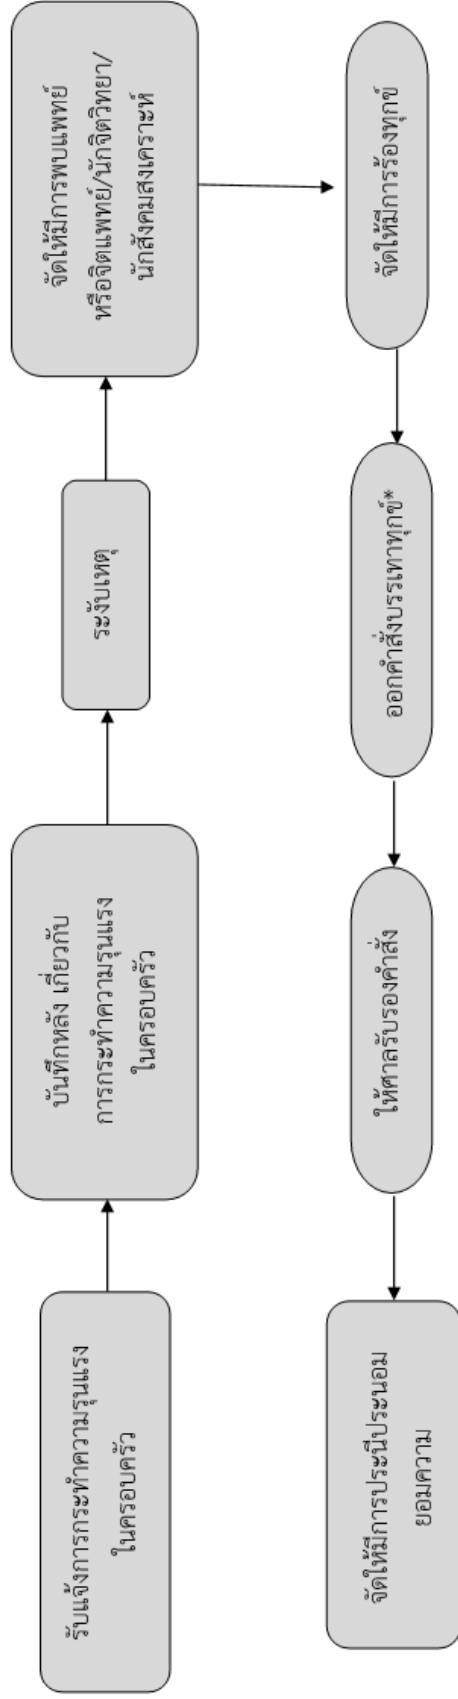 รับแจ้งการกระทำความรุนแรง
ในครอบครัว
บันทึกหลัง เกี่ยวกับ
การกระทำความรุนแรง
ในครอบครัว
ระงับเหตุ
จัดให้มีการพบแพทย์
หรือจิตแพทย์/นักจิตวิทยา/
นักสังคมสงเคราะห์
จัดให้มีการร้องทุกข์
ออกคำสั่งบรรเทาทุกข์*
ให้ศาลรับรองคำสั่ง
จัดให้มีการประนีประนอม
ยอมความ